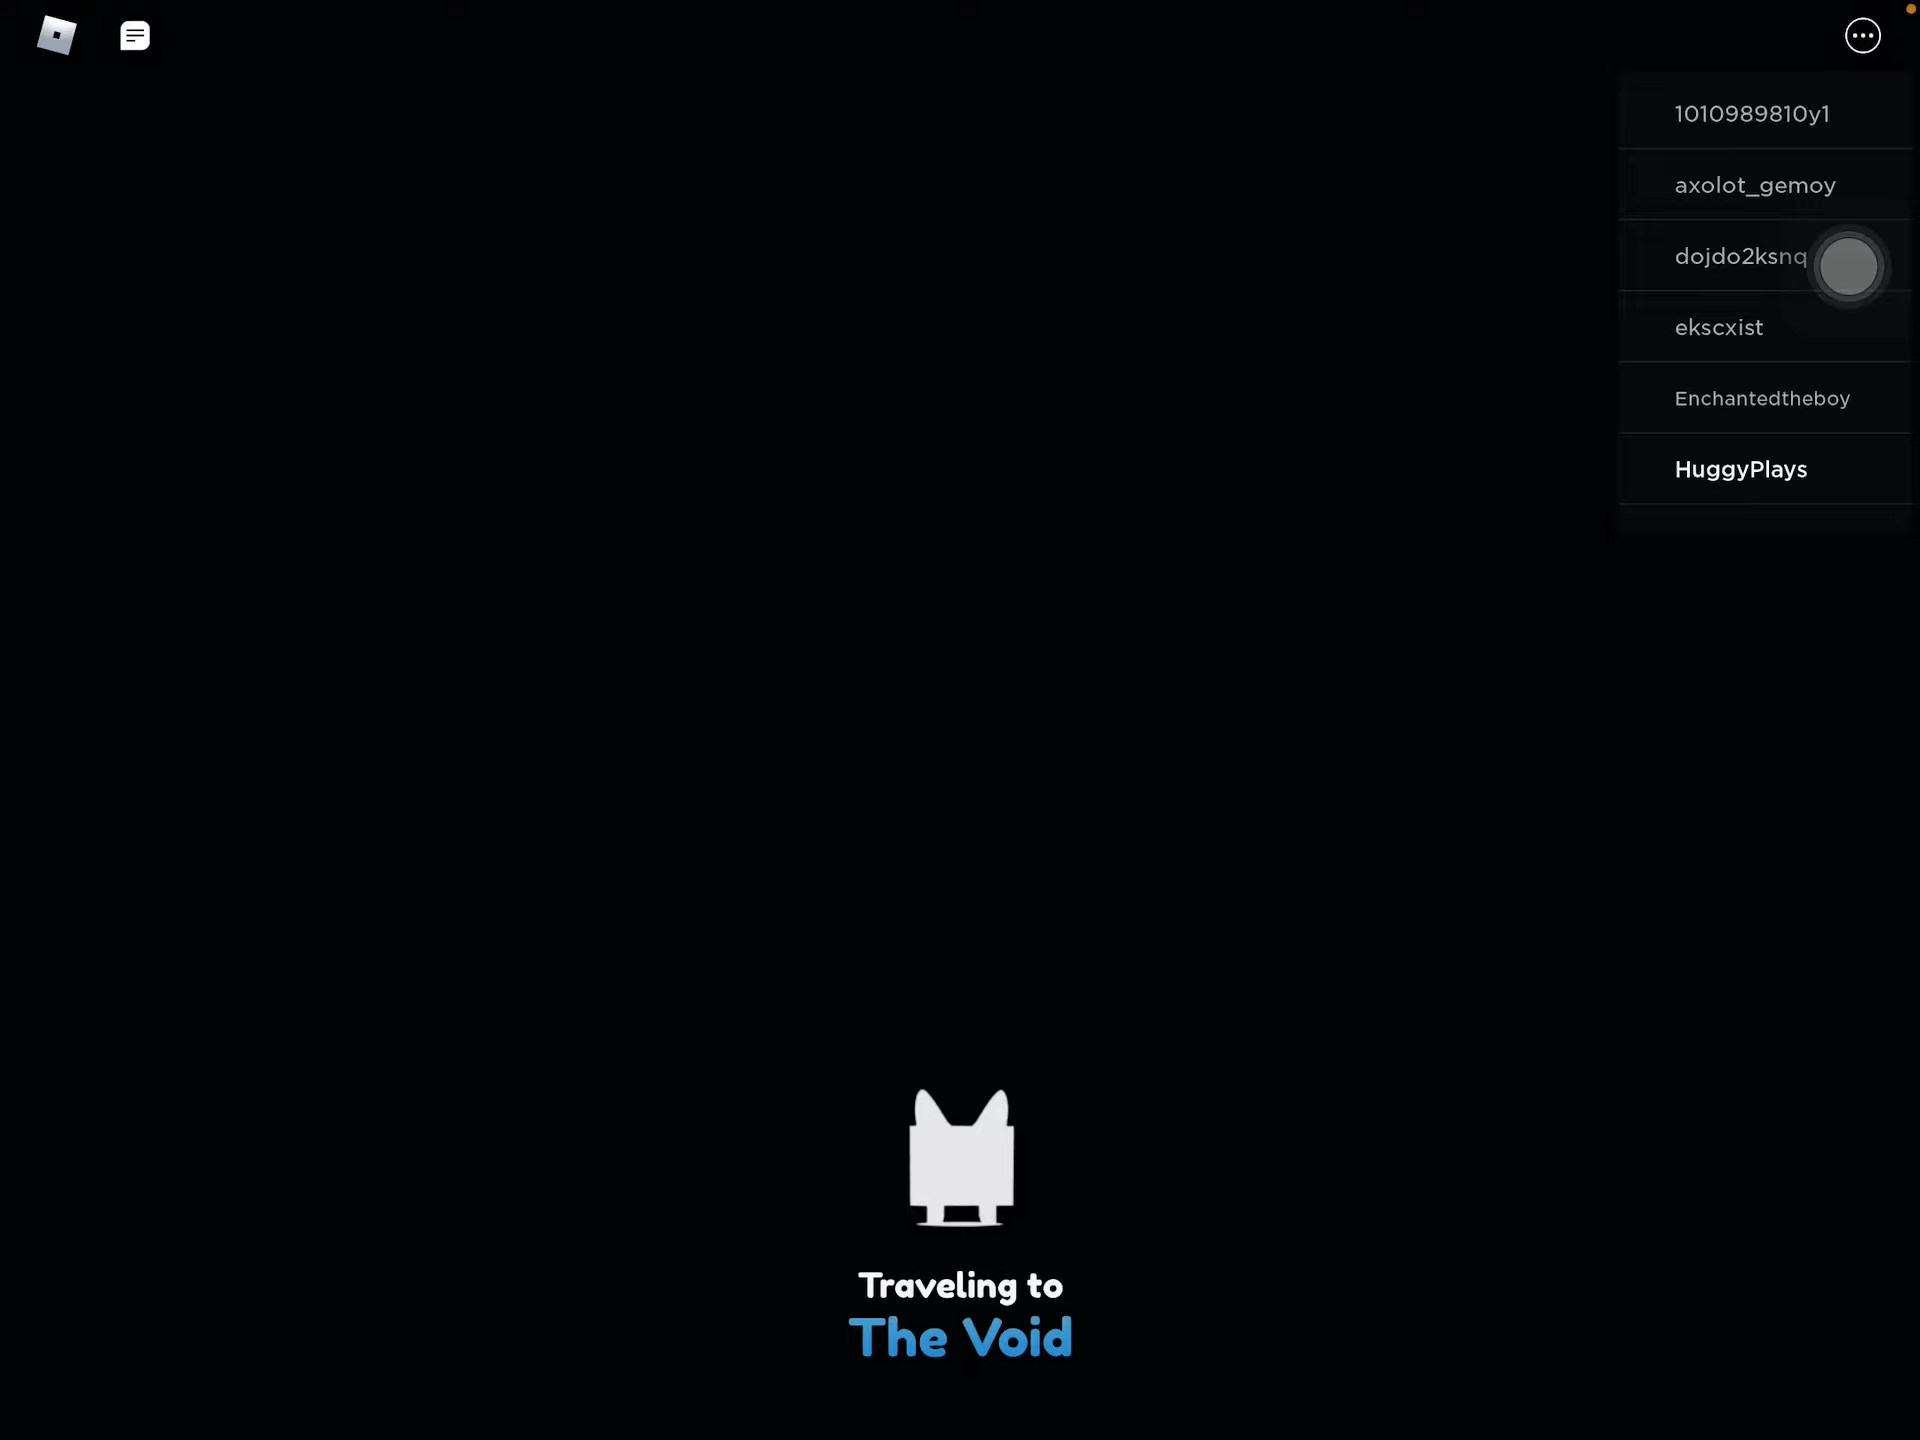 1010989810y1
axolot_gemoy
dojdo2ksnq
ekscxist
Enchantedtheboy
HuggyPlays
Traveling to
The Void